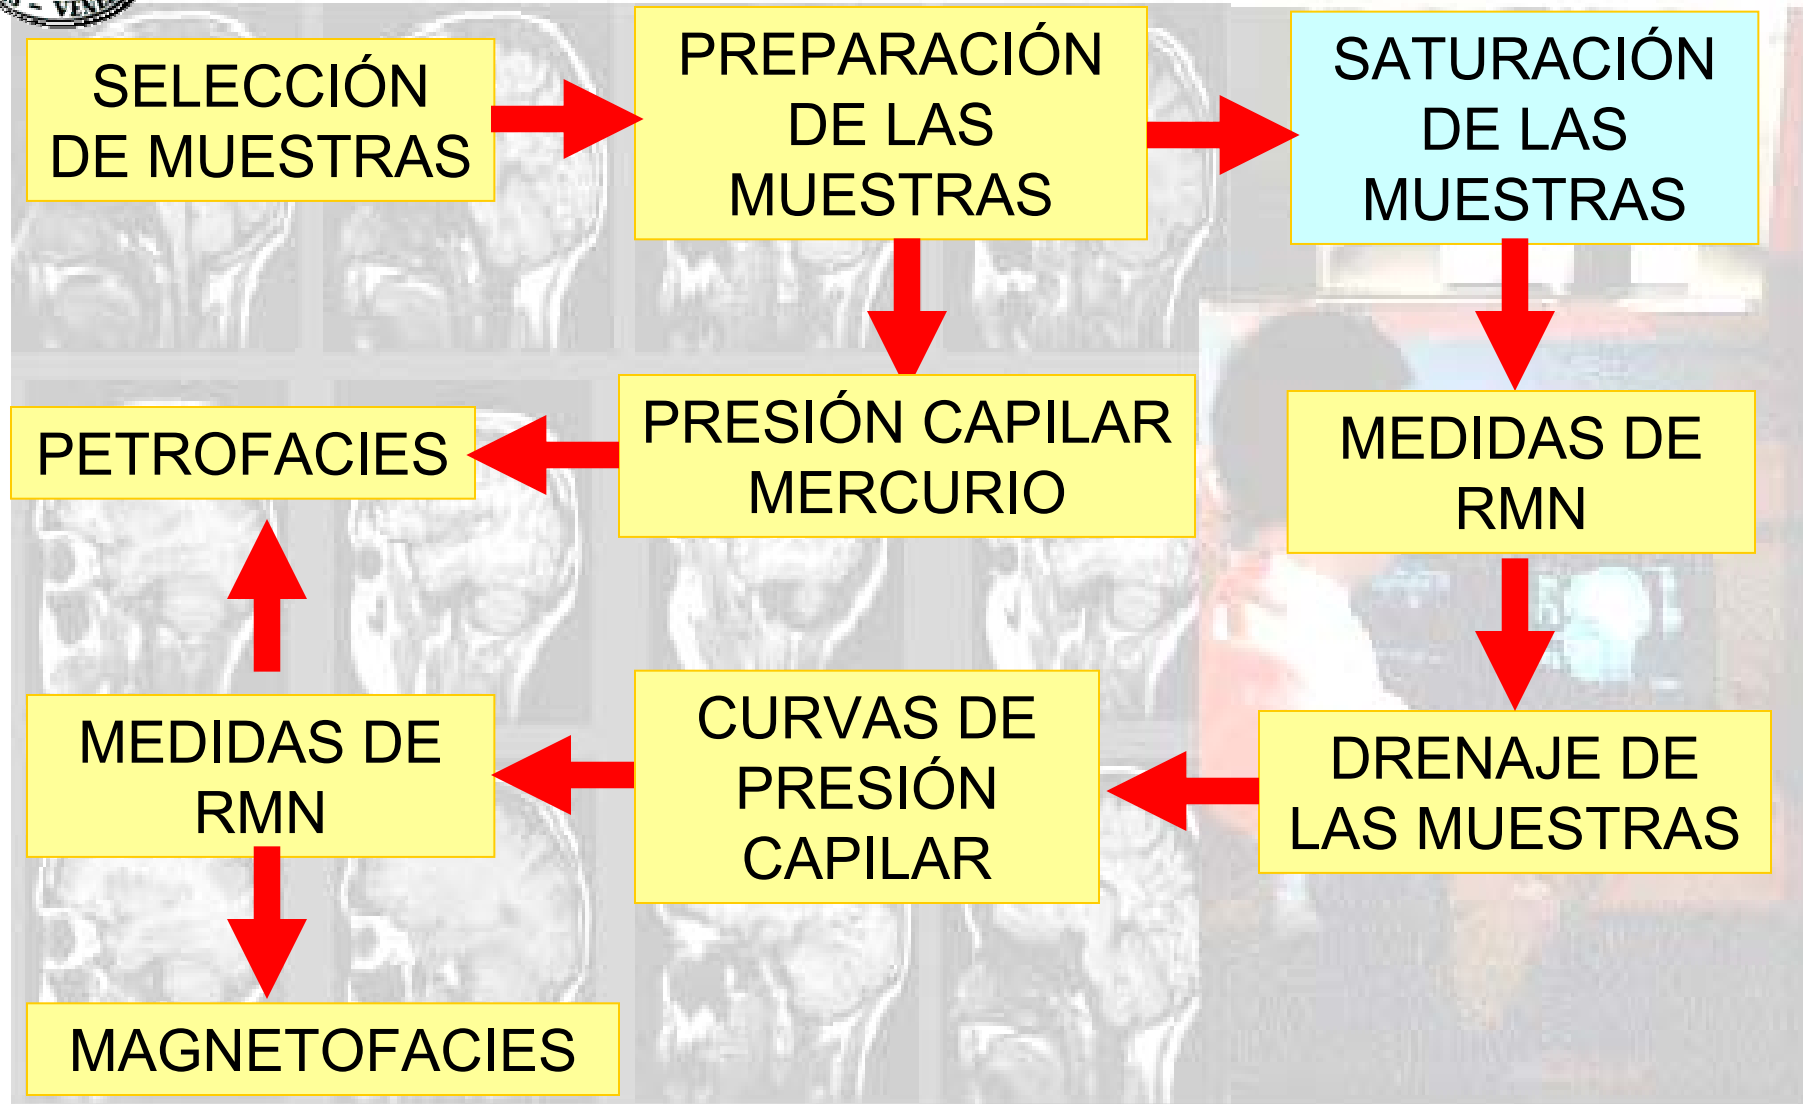 S - VENE
SELECCIÓN
DE MUESTRAS
PREPARACIÓN
DE LAS
MUESTRAS
SATURACIÓN
DE LAS
MUESTRAS
PETROFACIES
PRESIÓN CAPILAR
MERCURIO
MEDIDAS DE
RMN
MEDIDAS DE
RMN
CURVAS DE
PRESIÓN
CAPILAR
DRENAJE DE
LAS MUESTRAS
MAGNETOFACIES